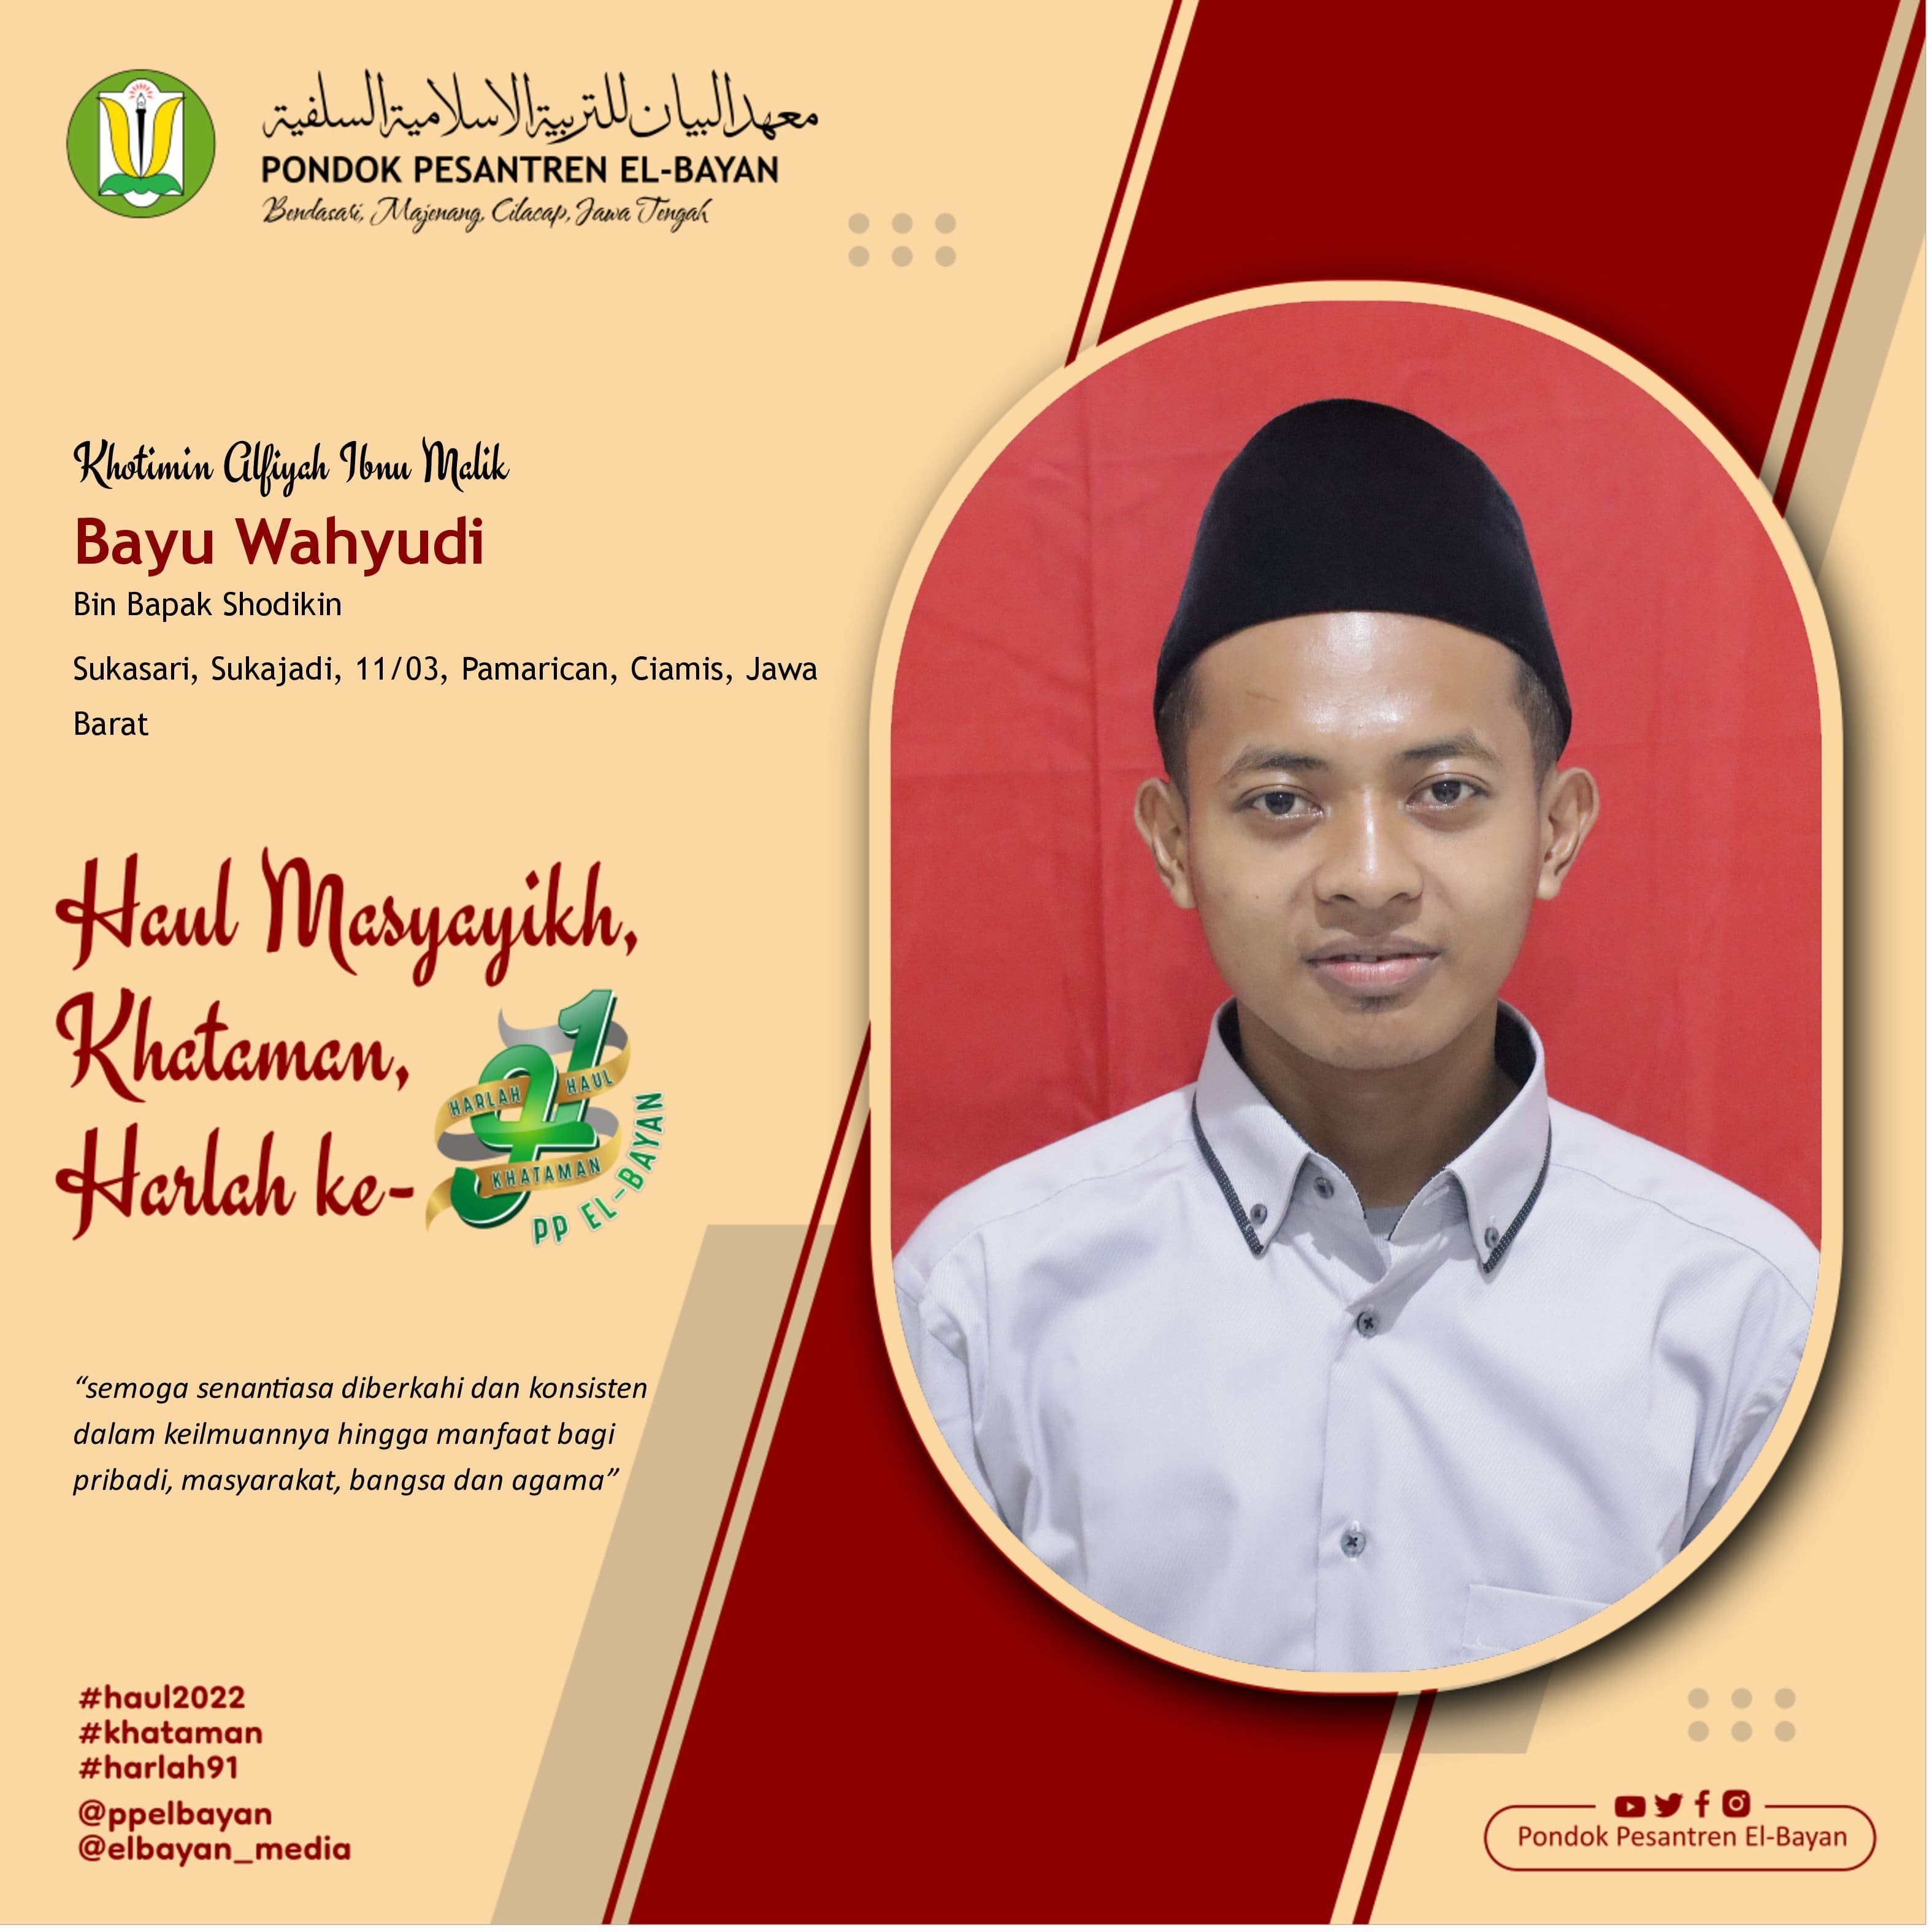 معهد البيان للتربية الاسلامية السلفية
PONDOK PESANTREN EL-BAYAN
Bendasari, Majenang, Cilacap, Jawa Tengah
Khotimin Alfiyah Ibnu Malik
Bayu Wahyudi
Bin Bapak Shodikin
Sukasari, Sukajadi, 11/03, Pamarican, Ciamis, Jawa
Barat
Haul Masyayikh,
Khataman,
Harlah ke-
91
HARLAH HAUL
KHATAMAN
PP EL-BAYAN
“semoga senantiasa diberkahi dan konsisten
dalam keilmuannya hingga manfaat bagi
pribadi, masyarakat, bangsa dan agama”
#haul2022
#khataman
#harlah91
@ppelbayan
@elbayan_media
Pondok Pesantren El-Bayan